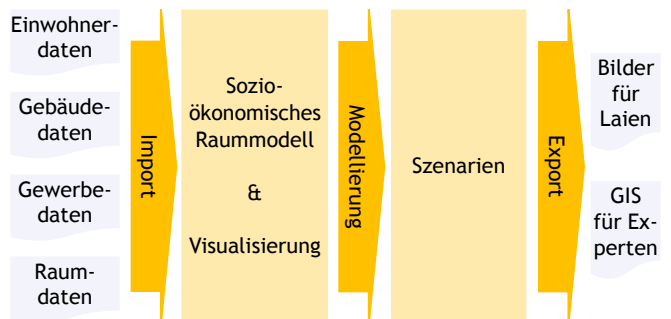 Einwohner-
daten
Gebäude-
daten
Gewerbe-
daten
Raum-
daten
Import
Sozio-
ökonomisches
Raummodell
&
Visualisierung
Modellierung
Szenarien
Export
Bilder
für
Laien
GIS
für Ex-
perten